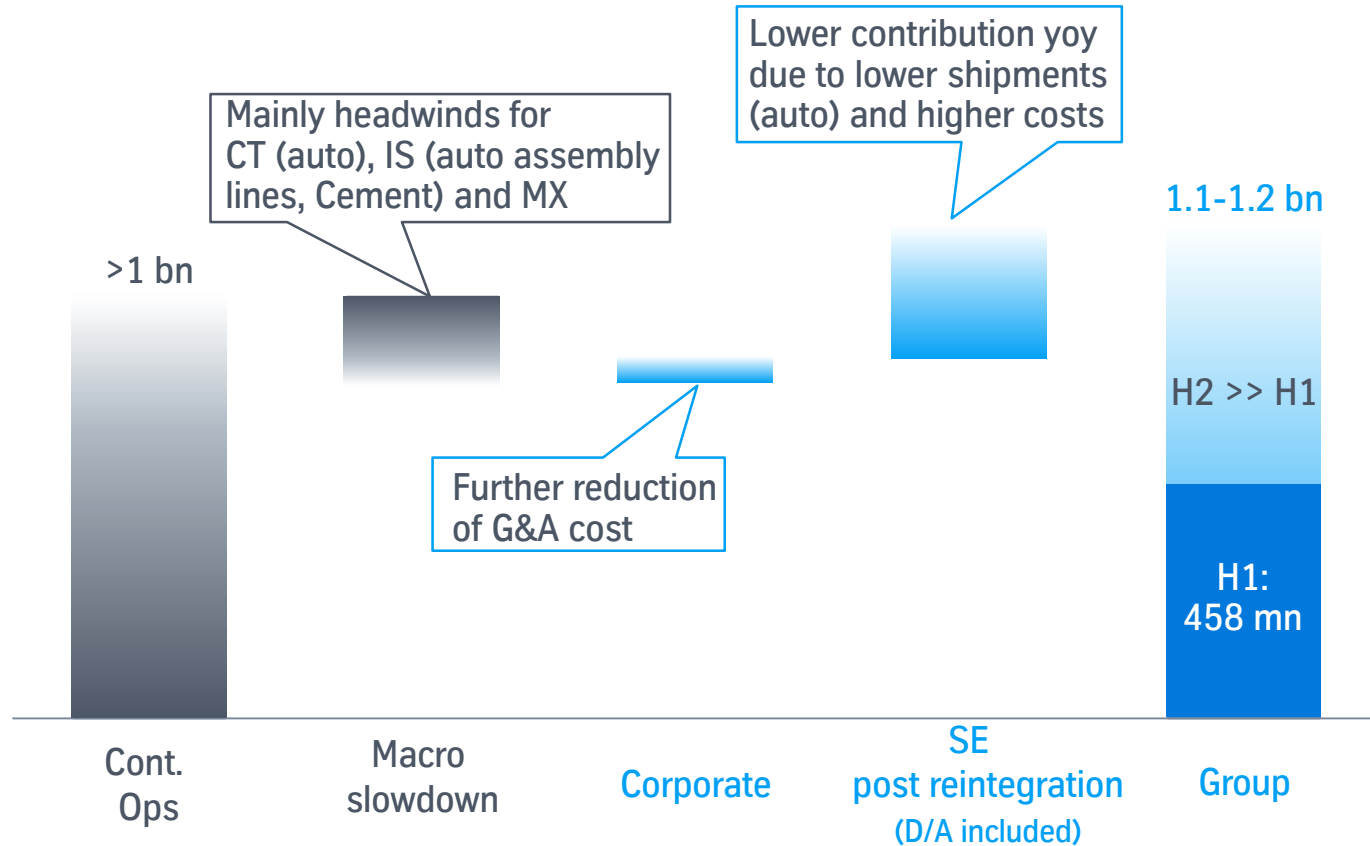 Lower contribution yoy
due to lower shipments
(auto) and higher costs
Mainly headwinds for
CT (auto), IS (auto assembly
lines, Cement) and MX
1.1-1.2 bn
>1 bn
H2 >> H1
Further reduction
of G&A cost
H1:
458 mn
Cont.
Ops
Macro
slowdown
Corporate
SE
post reintegration
(D/A included)
Group